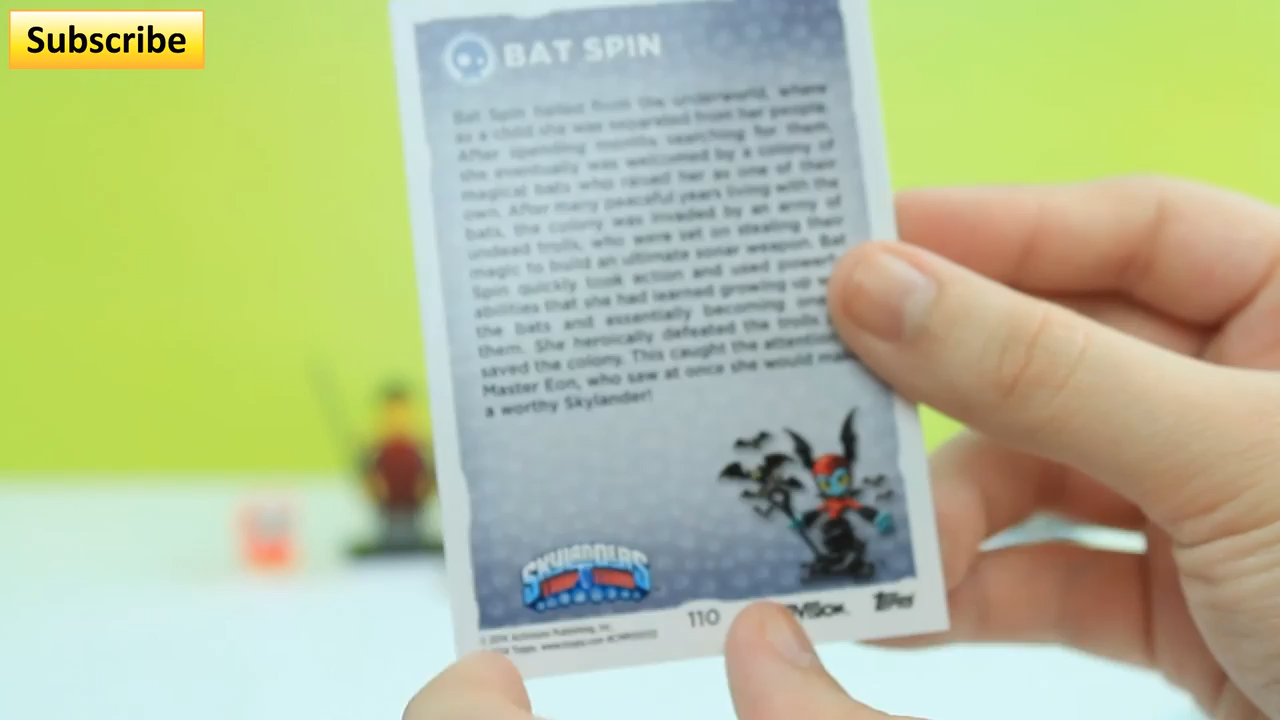 Subscribe
BAT SPIN
Bat Spin hailed from the underworld, where
as a child she was separated from her people.
After spending months searching for them,
she eventually was welcomed by a colony of
magical bats who raised her as one of their
own. After many peaceful years living with the
bats, the colony was invaded by an army of
undead trolls, who were set on stealing their
magic to build an ultimate sonar weapon. Bat
Spin quickly took action and used powerf
abilities that she had learned growing up w
the bats and essentially becoming one
them. She heroically defeated the trolls
saved the colony. This caught the attention
Master Eon, who saw at once she would ma
a worthy Skylander!
SKYLANDERS
110
VISION.
Topps